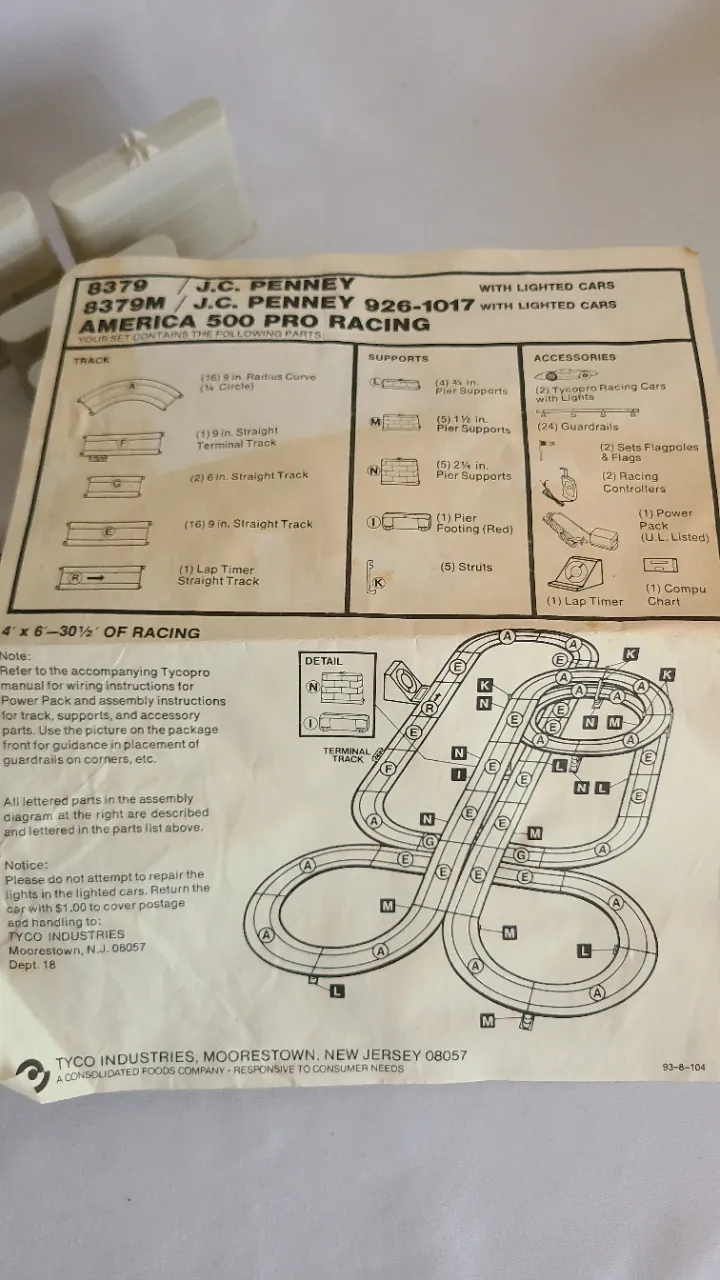 8379 / J.C. PENNEY WITH LIGHTED CARS
8379M / J.C. PENNEY 926-1017 WITH LIGHTED CARS
AMERICA 500 PRO RACING
YOUR SET CONTAINS THE FOLLOWING PARTS:
TRACK
A
(16) 9 in. Radius Curve
(¼ Circle)
F
(1) 9 in. Straight
Terminal Track
G
(2) 6 in. Straight Track
E
(16) 9 in. Straight Track
R
(1) Lap Timer
Straight Track
SUPPORTS
L
(4) ¾ in.
Pier Supports
M
(5) 1½ in.
Pier Supports
N
(5) 2¼ in.
Pier Supports
I
(1) Pier
Footing (Red)
K
(5) Struts
ACCESSORIES
(2) Tycopro Racing Cars
with Lights
(24) Guardrails
(2) Sets Flagpoles
& Flags
(2) Racing
Controllers
(1) Power
Pack
(U.L. Listed)
(1) Lap Timer
(1) Compu
Chart
4' x 6'—30½' OF RACING
Note:
Refer to the accompanying Tycopro
manual for wiring instructions for
Power Pack and assembly instructions
for track, supports, and accessory
parts. Use the picture on the package
front for guidance in placement of
guardrails on corners, etc.
All lettered parts in the assembly
diagram at the right are described
and lettered in the parts list above.
Notice:
Please do not attempt to repair the
lights in the lighted cars. Return the
car with $1.00 to cover postage
and handling to:
TYCO INDUSTRIES
Moorestown, N.J. 08057
Dept. 18
DETAIL
N
I
TERMINAL
TRACK
A
A
E
E
K
K
A
K
N
R
E
A
A
A
E
E
E
N
M
A
A
E
F
N
I
E
E
L
N
L
E
E
A
N
G
E
E
M
G
A
A
E
E
E
E
A
M
A
A
M
A
L
L
A
M
TYCO INDUSTRIES, MOORESTOWN, NEW JERSEY 08057
A CONSOLIDATED FOODS COMPANY • RESPONSIVE TO CONSUMER NEEDS
93-8-104